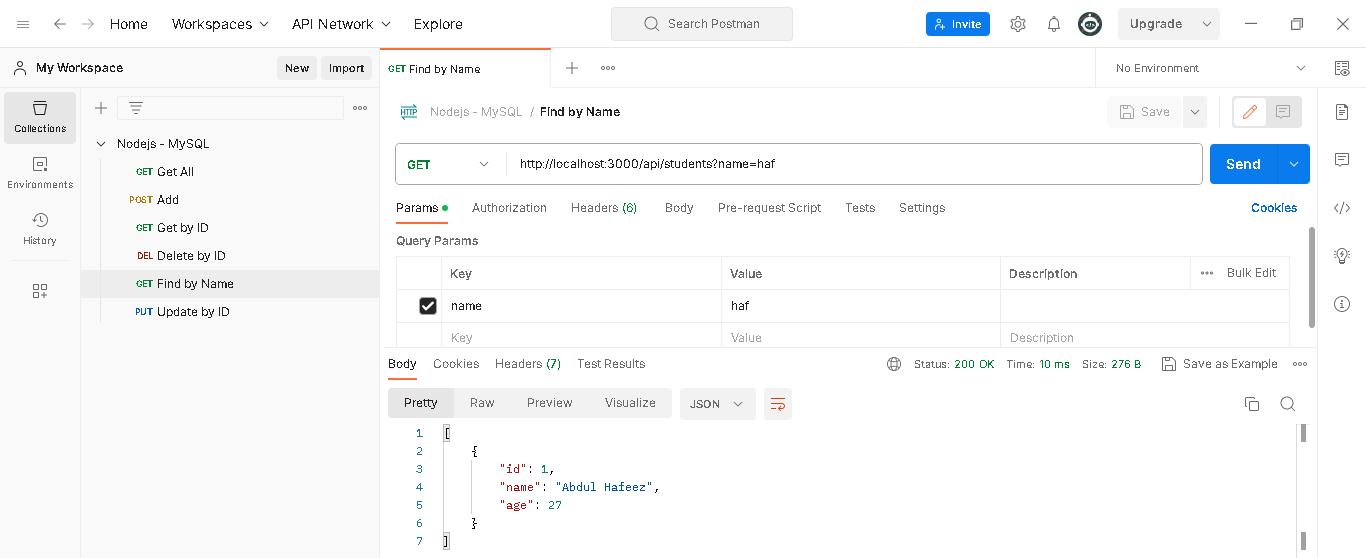 Home Workspaces API Network Explore Search Postman Invite Upgrade
My Workspace New Import GET Find by Name No Environment
Collections
Environments
History
Nodejs - MySQL
GET Get All
POST Add
GET Get by ID
DEL Delete by ID
GET Find by Name
PUT Update by ID
HTTP Nodejs - MySQL / Find by Name Save
GET http://localhost:3000/api/students?name=haf Send
Params Authorization Headers (6) Body Pre-request Script Tests Settings Cookies
Query Params
Key Value Description Bulk Edit
name haf
Key Value Description
Body Cookies Headers (7) Test Results Status: 200 OK Time: 10 ms Size: 276 B Save as Example
Pretty Raw Preview Visualize JSON
1 [
2 {
3 "id": 1,
4 "name": "Abdul Hafeez",
5 "age": 27
6 }
7 ]